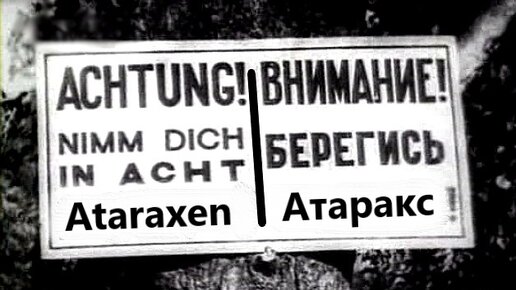 ACHTUNG!
NIMM DICH
IN ACHT
Ataraxen
ВНИМАНИЕ!
БЕРЕГИСЬ
Атаракс